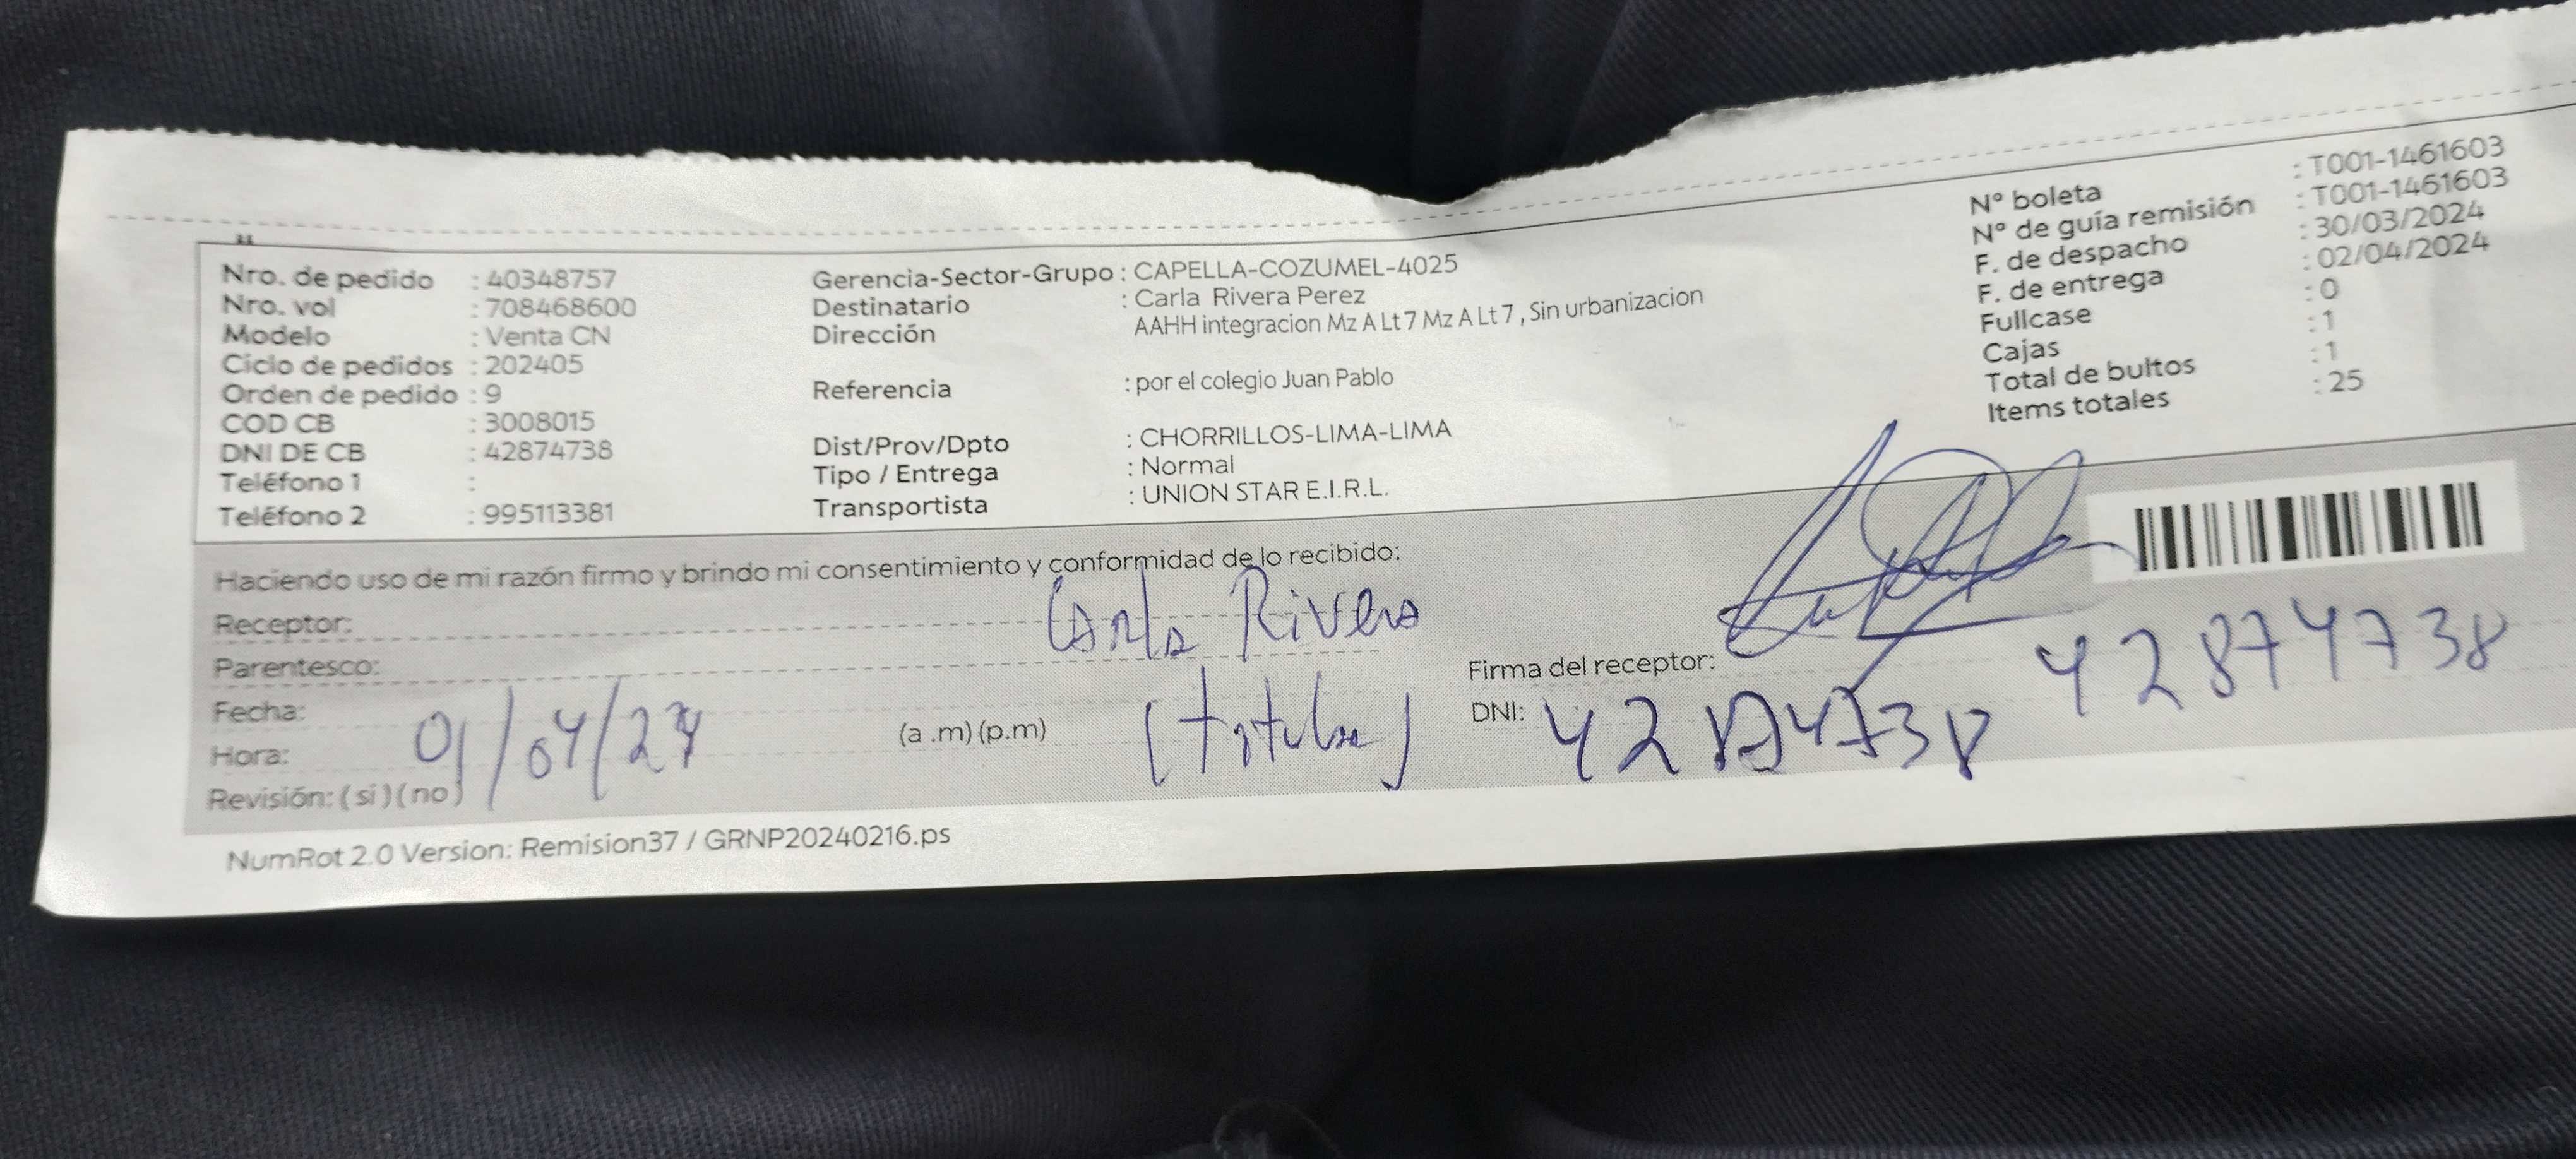 Nro. de pedido : 40348757
Nro. vol : 708468600
Modelo : Venta CN
Ciclo de pedidos : 202405
Orden de pedido : 9
COD CB : 3008015
DNI DE CB : 42874738
Teléfono 1 :
Teléfono 2 : 995113381
Gerencia-Sector-Grupo : CAPELLA-COZUMEL-4025
Destinatario : Carla Rivera Perez
Dirección AAHH integracion Mz A Lt 7 Mz A Lt 7 , Sin urbanizacion
Referencia : por el colegio Juan Pablo
Dist/Prov/Dpto : CHORRILLOS-LIMA-LIMA
Tipo / Entrega : Normal
Transportista : UNION STAR E.I.R.L.
N° boleta : T001-1461603
N° de guía remisión : T001-1461603
F. de despacho : 30/03/2024
F. de entrega : 02/04/2024
Fullcase : 0
Cajas : 1
Total de bultos : 1
Items totales : 25
Haciendo uso de mi razón firmo y brindo mi consentimiento y conformidad de lo recibido:
Receptor: Carla Rivera
Parentesco:
Fecha: 01/04/24
Hora: (a .m) (p.m)
Revisión: ( si ) ( no )
Firma del receptor:
42874738
DNI: 42874738
NumRot 2.0 Version: Remision37 / GRNP20240216.ps